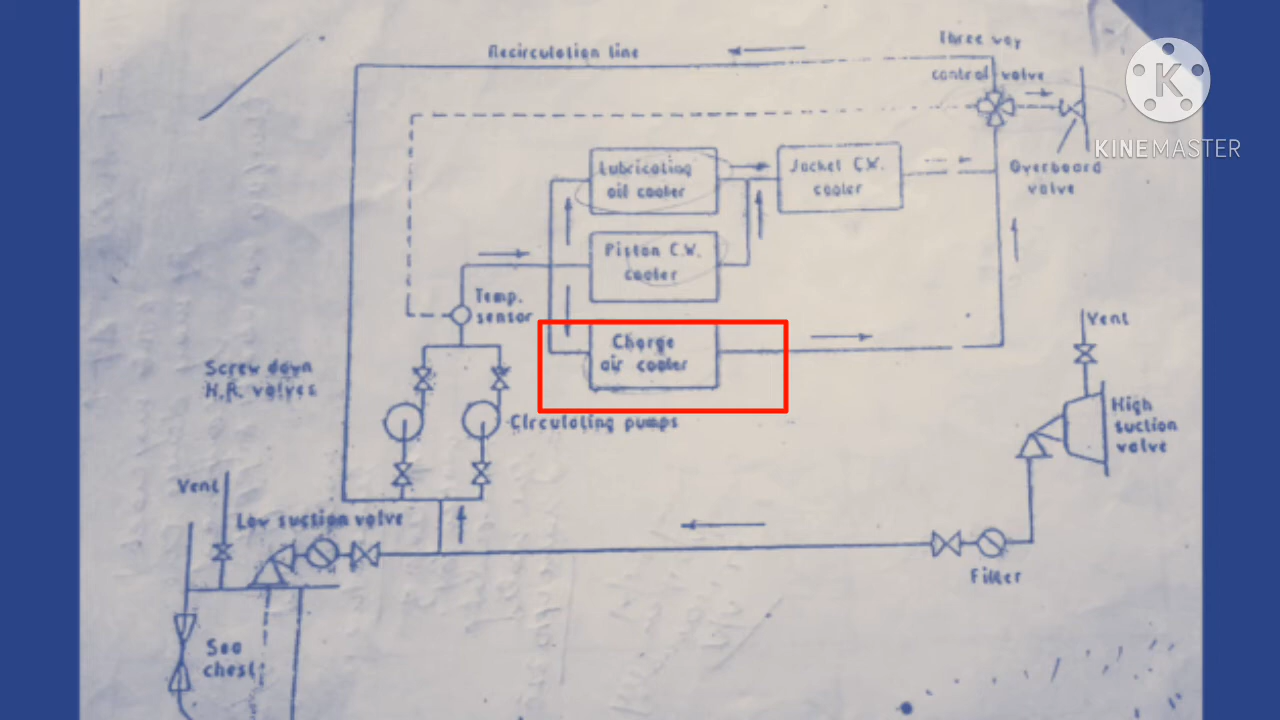 Recirculation line
Three way
control valve
K
KINEMASTER
Lubricating
oil cooler
Jacket C.W.
cooler
Overboard
valve
Piston C.W.
cooler
Temp.
sensor
Charge
air cooler
Vent
Screw down
N.R. valves
Circulating pumps
High
suction
valve
Vent
Low suction valve
Filter
Sea
chest